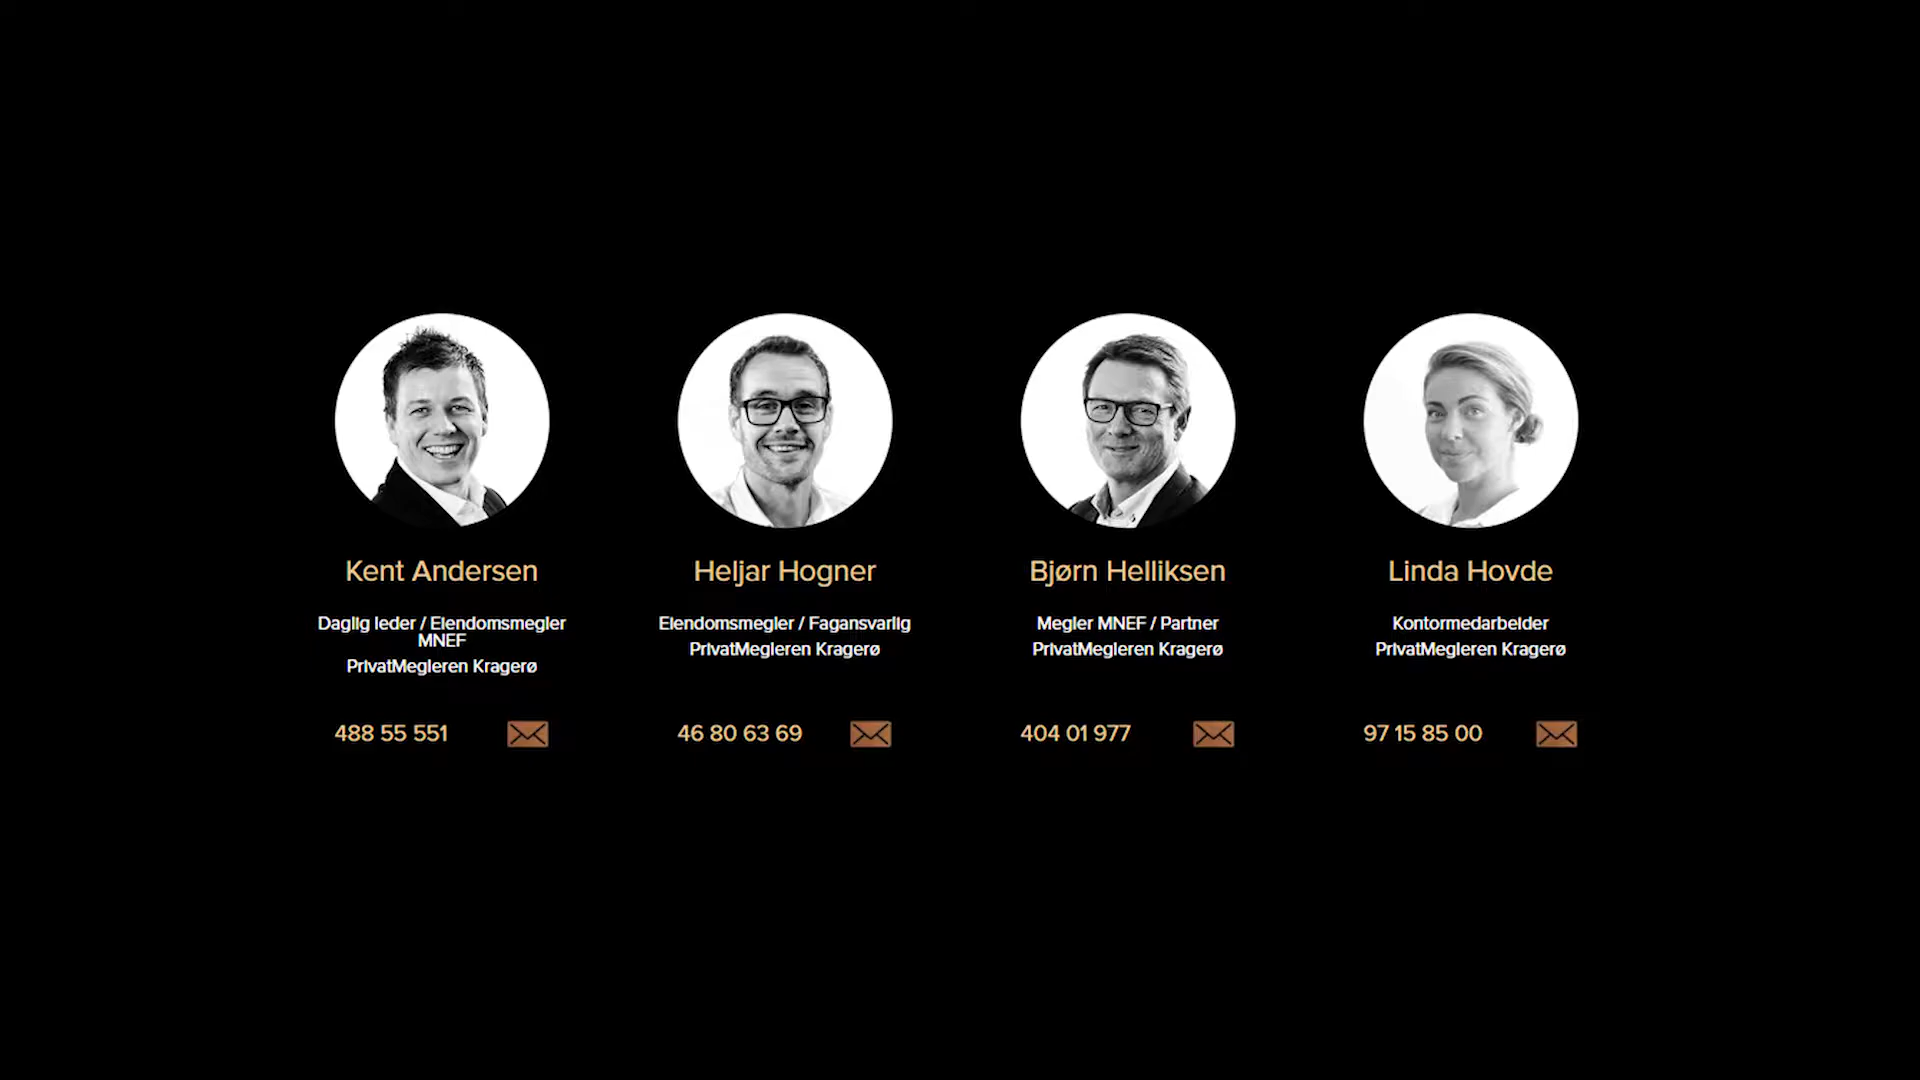 Kent Andersen
Daglig leder / Eiendomsmegler
MNEF
PrivatMegleren Kragerø
488 55 551
Heljar Hogner
Eiendomsmegler / Fagansvarlig
PrivatMegleren Kragerø
46 80 63 69
Bjørn Helliksen
Megler MNEF / Partner
PrivatMegleren Kragerø
404 01 977
Linda Hovde
Kontormedarbeider
PrivatMegleren Kragerø
97 15 85 00